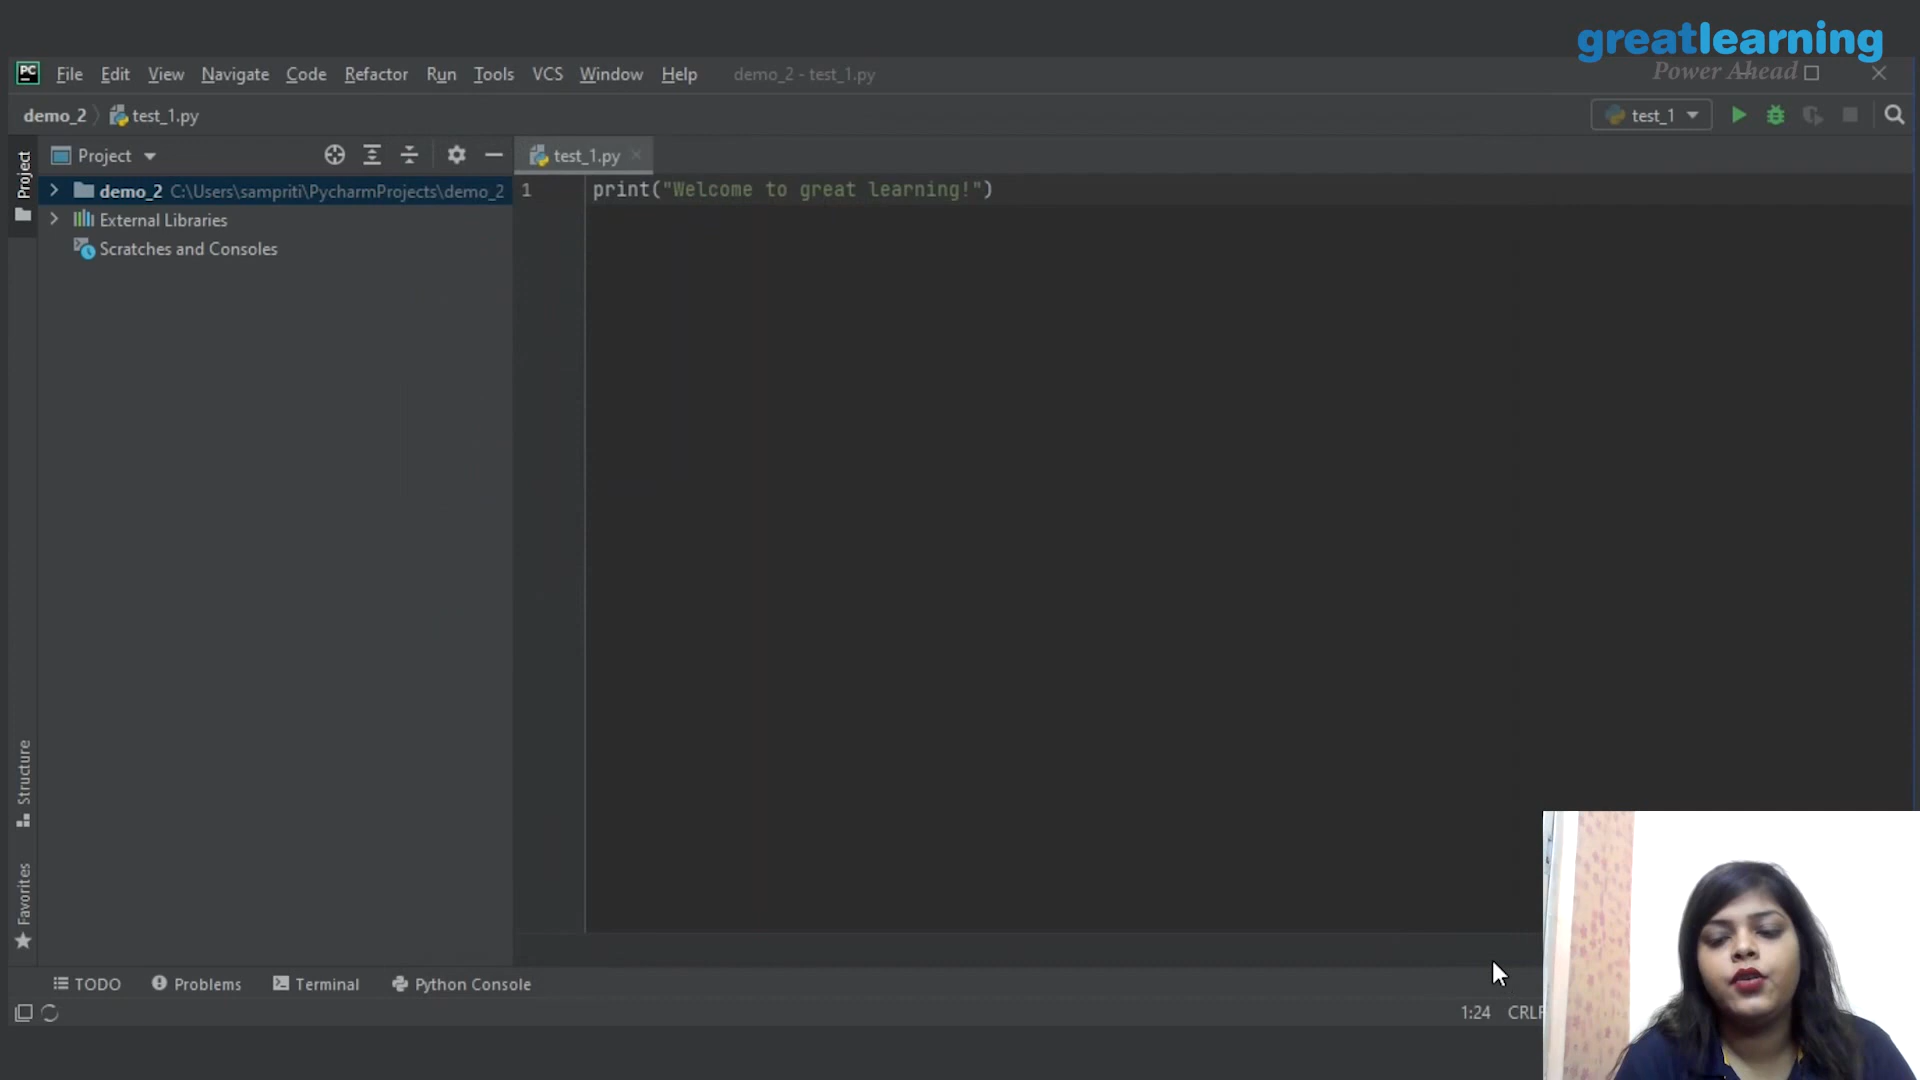 greatlearning
Power Ahead
PC File Edit View Navigate Code Refactor Run Tools VCS Window Help demo_2 - test_1.py
demo_2 test_1.py test_1
Project test_1.py
demo_2 C:\Users\sampriti\PycharmProjects\demo_2
1 print("Welcome to great learning!")
External Libraries
Scratches and Consoles
Project
Structure
Favorites
TODO Problems Terminal Python Console
1:24 CRLF